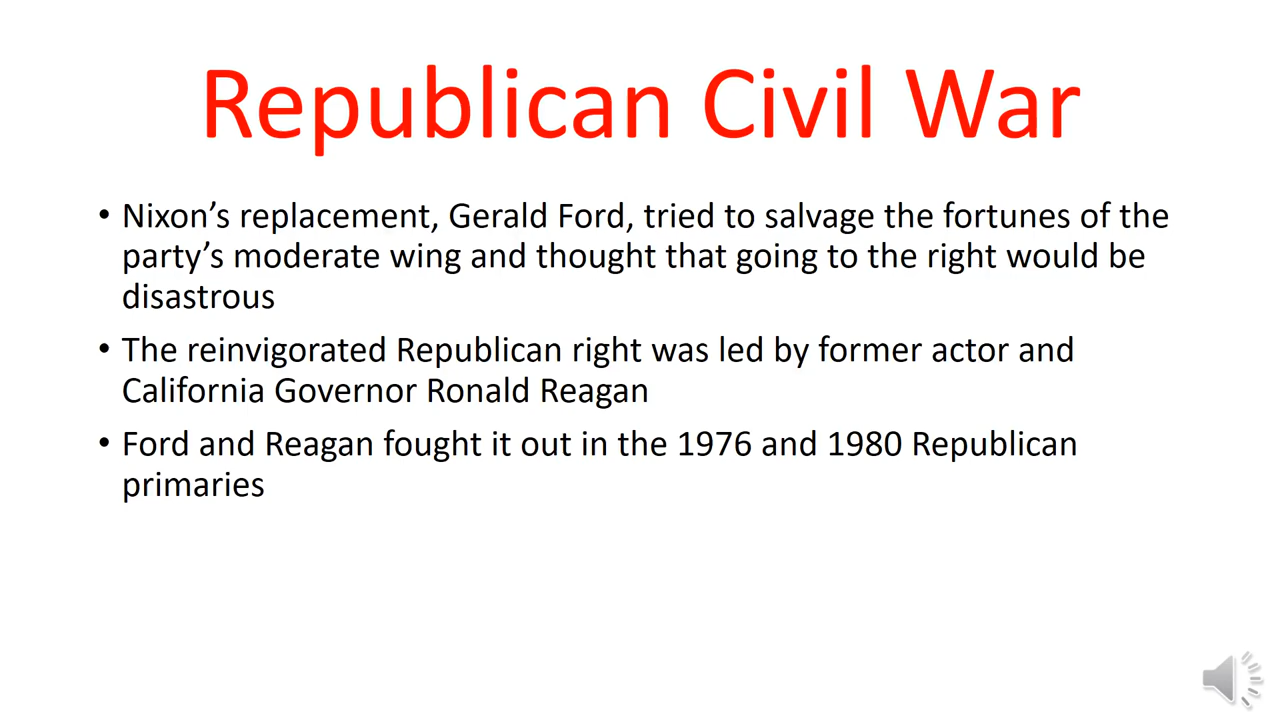 Republican Civil War
• Nixon’s replacement, Gerald Ford, tried to salvage the fortunes of the
party’s moderate wing and thought that going to the right would be
disastrous
• The reinvigorated Republican right was led by former actor and
California Governor Ronald Reagan
• Ford and Reagan fought it out in the 1976 and 1980 Republican
primaries